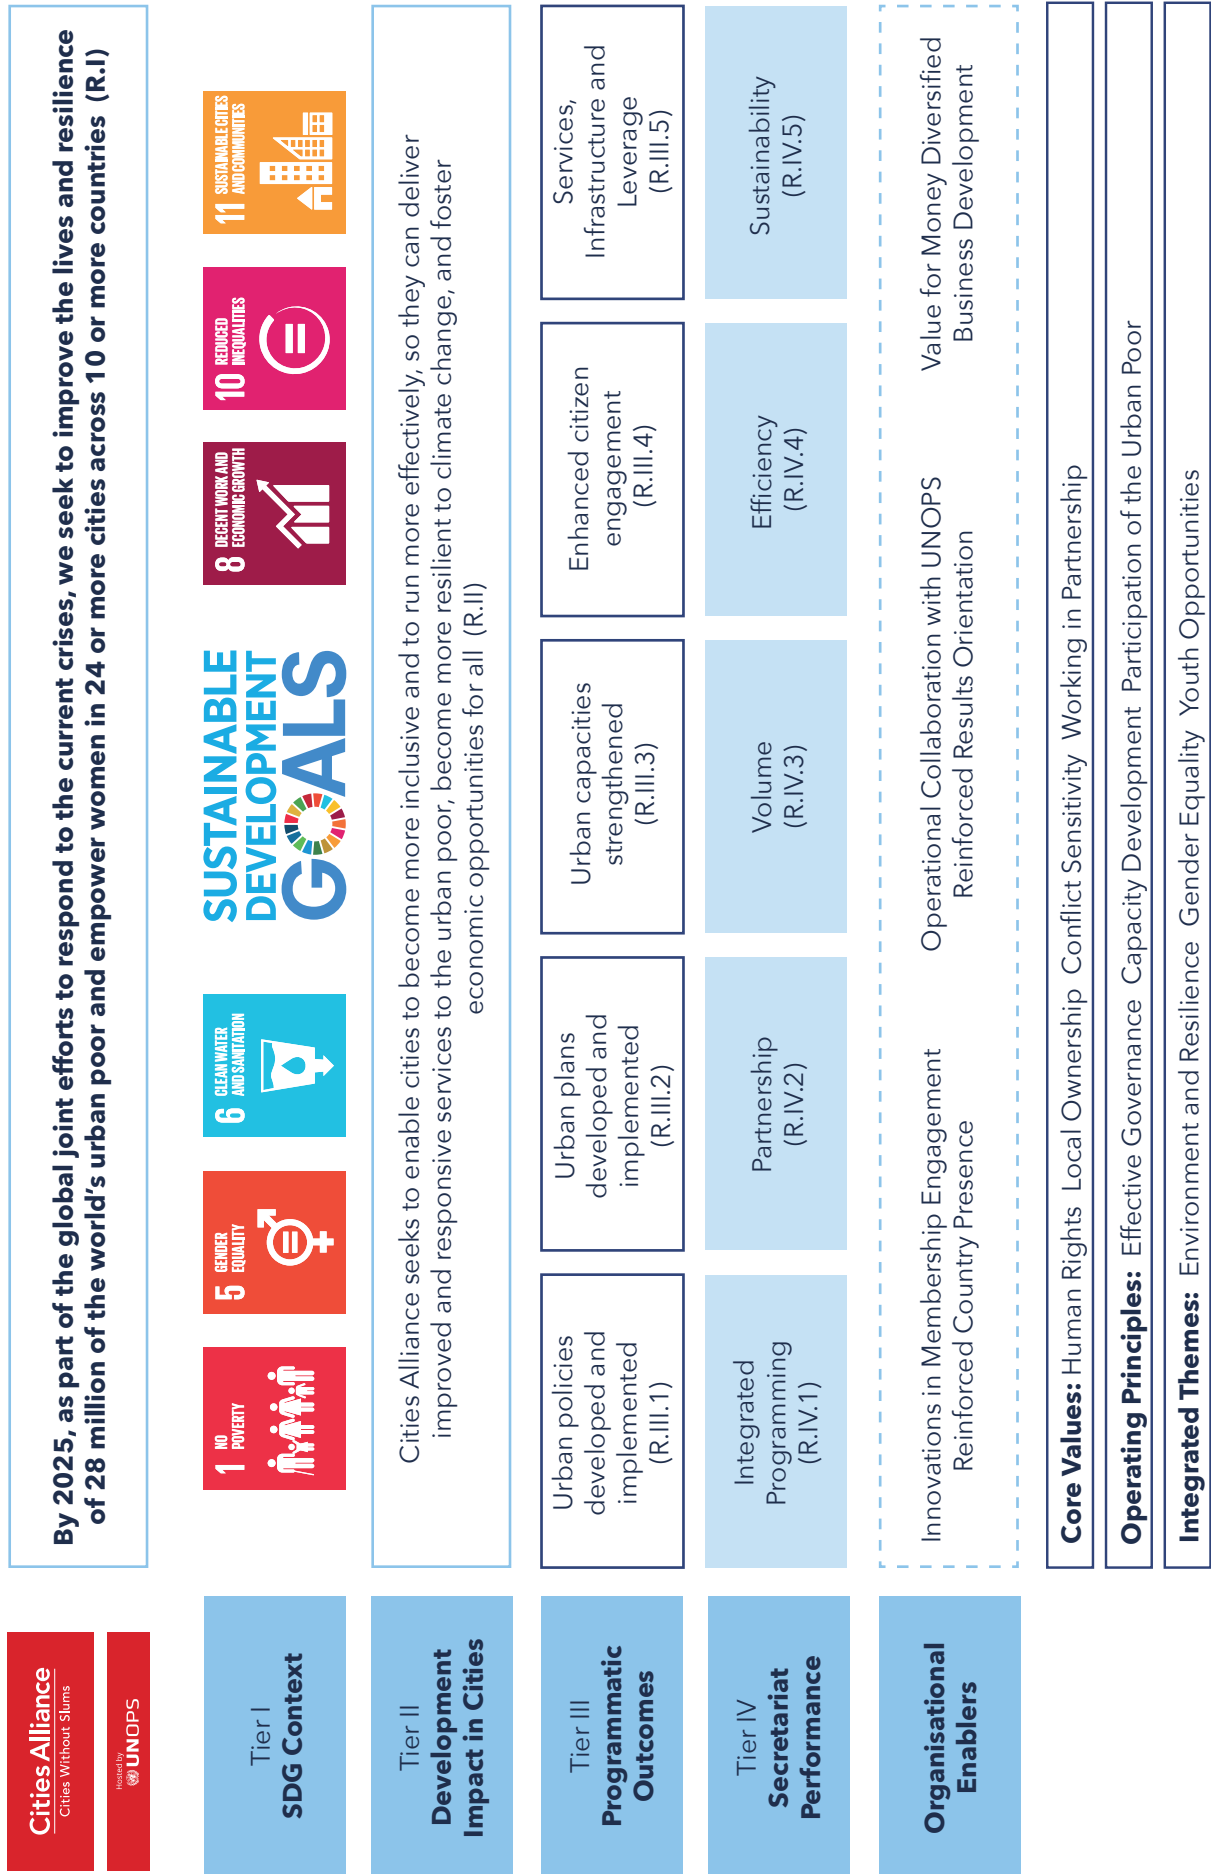 Cities Alliance
Cities Without Slums
Hosted by
UNOPS
By 2025, as part of the global joint efforts to respond to the current crises, we seek to improve the lives and resilience
of 28 million of the world's urban poor and empower women in 24 or more cities across 10 or more countries (R.I)
Tier I
SDG Context
1 NO
POVERTY
5 GENDER
EQUALITY
6 CLEAN WATER
AND SANITATION
SUSTAINABLE
DEVELOPMENT
GOALS
8 DECENT WORK AND
ECONOMIC GROWTH
10 REDUCED
INEQUALITIES
11 SUSTAINABLE CITIES
AND COMMUNITIES
Tier II
Development
Impact in Cities
Cities Alliance seeks to enable cities to become more inclusive and to run more effectively, so they can deliver
improved and responsive services to the urban poor, become more resilient to climate change, and foster
economic opportunities for all (R.II)
Tier III
Programmatic
Outcomes
Urban policies
developed and
implemented
(R.III.1)
Urban plans
developed and
implemented
(R.III.2)
Urban capacities
strengthened
(R.III.3)
Enhanced citizen
engagement
(R.III.4)
Services,
Infrastructure and
Leverage
(R.III.5)
Tier IV
Secretariat
Performance
Integrated
Programming
(R.IV.1)
Partnership
(R.IV.2)
Volume
(R.IV.3)
Efficiency
(R.IV.4)
Sustainability
(R.IV.5)
Organisational
Enablers
Innovations in Membership Engagement
Reinforced Country Presence
Operational Collaboration with UNOPS
Reinforced Results Orientation
Value for Money Diversified
Business Development
Core Values: Human Rights Local Ownership Conflict Sensitivity Working in Partnership
Operating Principles: Effective Governance Capacity Development Participation of the Urban Poor
Integrated Themes: Environment and Resilience Gender Equality Youth Opportunities